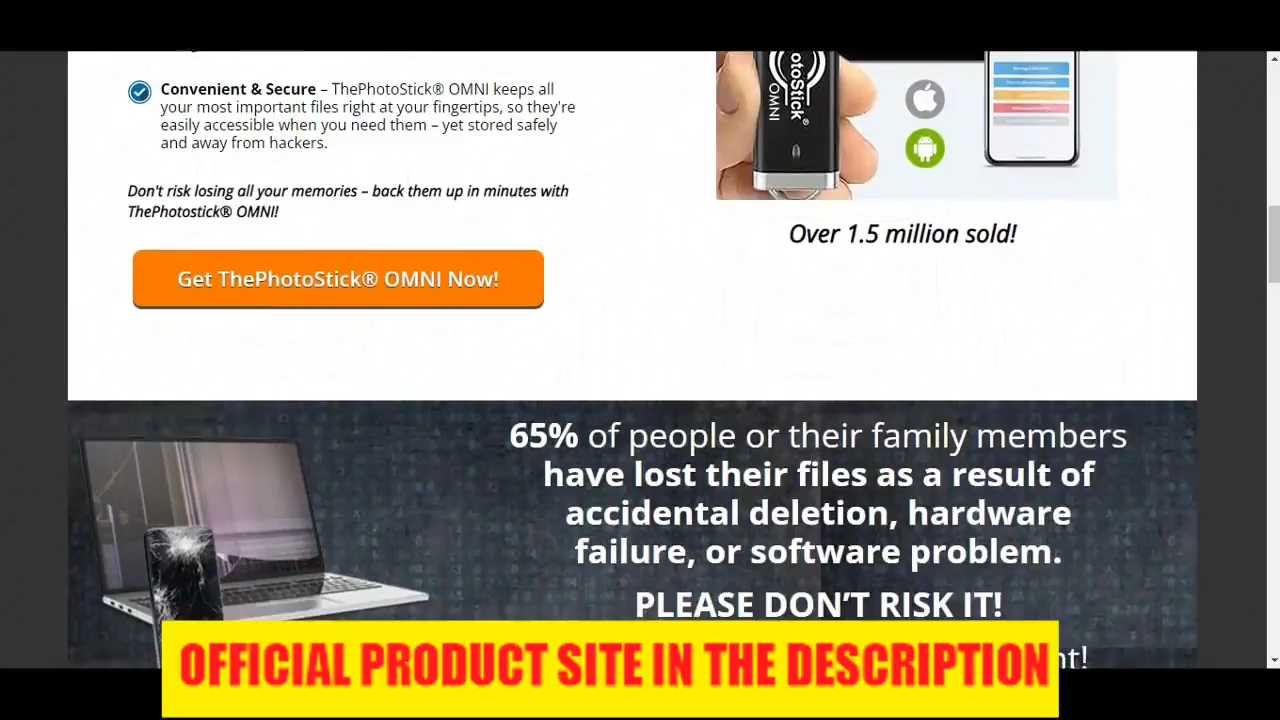 Convenient & Secure – ThePhotoStick® OMNI keeps all
your most important files right at your fingertips, so they're
easily accessible when you need them – yet stored safely
and away from hackers.
Don't risk losing all your memories – back them up in minutes with
ThePhotostick® OMNI!
Get ThePhotoStick® OMNI Now!
otoStick®
OMNI
Over 1.5 million sold!
65% of people or their family members
have lost their files as a result of
accidental deletion, hardware
failure, or software problem.
PLEASE DON’T RISK IT!
OFFICIAL PRODUCT SITE IN THE DESCRIPTION